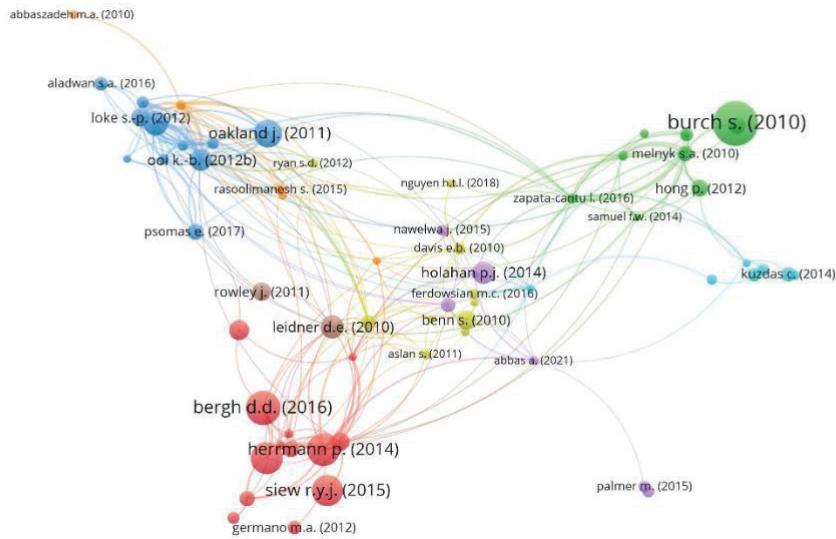 abbaszadeh m.a. (2010)
aladwan s.a. (2016)
loke s.-p. (2012)
burch s. (2010)
oakland j. (2011)
melnyk s.a. (2010)
ooi k.-b. (2012b)
ryan s.d. (2012)
nguyen h.t.l. (2018)
rasoolimanesh s. (2015)
hong p. (2012)
zapata-cantu l. (2016)
samuel f.w. (2014)
psomas e. (2017)
nawelwa j. (2015)
davis e.b. (2010)
holahan p.j. (2014)
kuzdas c. (2014)
rowley j. (2011)
ferdowsian m.c. (2016)
leidner d.e. (2010)
benn s. (2010)
aslan s. (2011)
abbas a. (2021)
bergh d.d. (2016)
herrmann p. (2014)
siew r.y.j. (2015)
palmer m. (2015)
germano m.a. (2012)